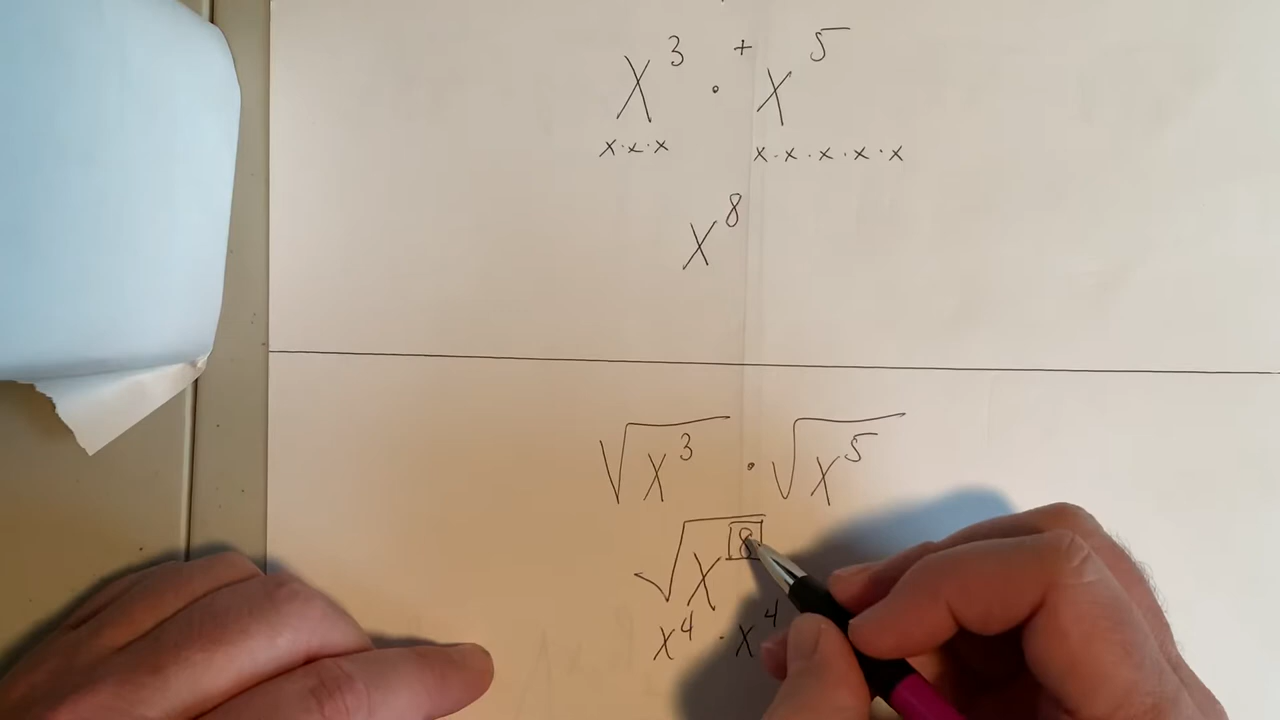 x³ · + x⁵
x·x·x x·x·x·x·x
x⁸
√x³ · √x⁵
√x⁸
x⁴ · x⁴